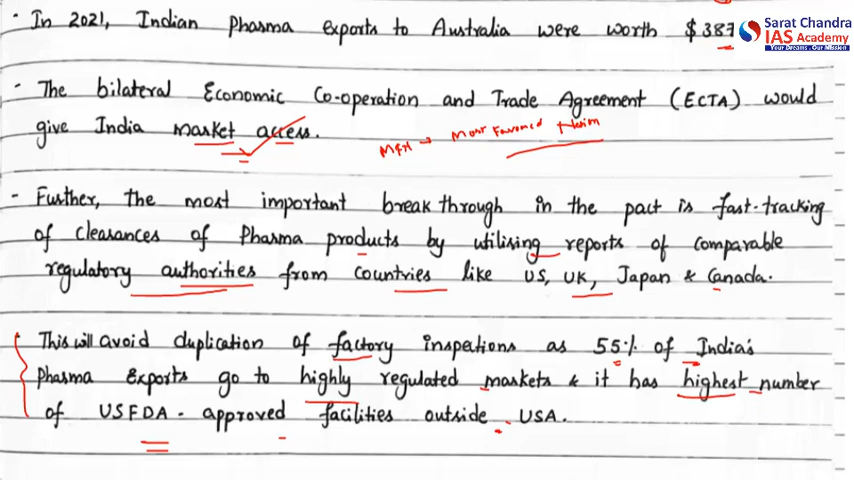 · In 2021, Indian Pharma exports to Australia were worth $387
Sarat Chandra
IAS Academy
Your Dreams. Our Mission
· The bilateral Economic Co-operation and Trade Agreement (ECTA) would
give India market access.
MFN → Most Favoured
- Further, the most important break through in the pact is fast-tracking
of clearances of Pharma products by utilising reports of comparable
regulatory authorities from countries like US, UK, Japan & Canada.
This will avoid duplication of factory inspections as 55% of India's
Pharma exports go to highly regulated markets & it has highest number
of USFDA - approved facilities outside USA.